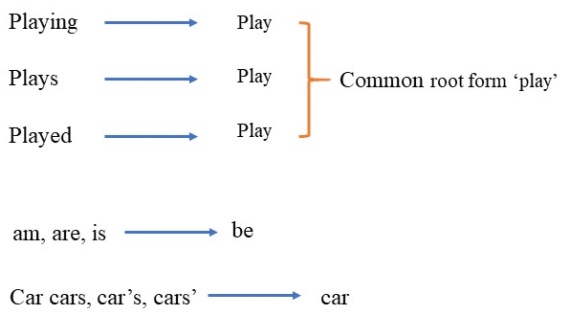 Playing Play
Plays Play Common root form ‘play’
Played Play
am, are, is be
Car cars, car’s, cars’ car